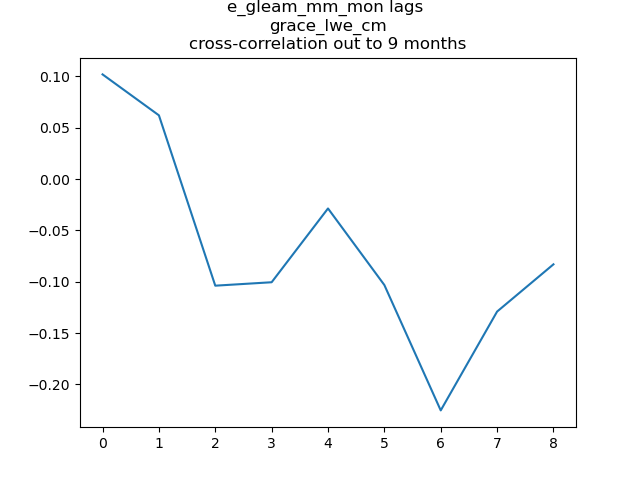 e_gleam_mm_mon lags
grace_lwe_cm
cross-correlation out to 9 months
0.10
0.05
0.00
−0.05
−0.10
−0.15
−0.20
0 1 2 3 4 5 6 7 8